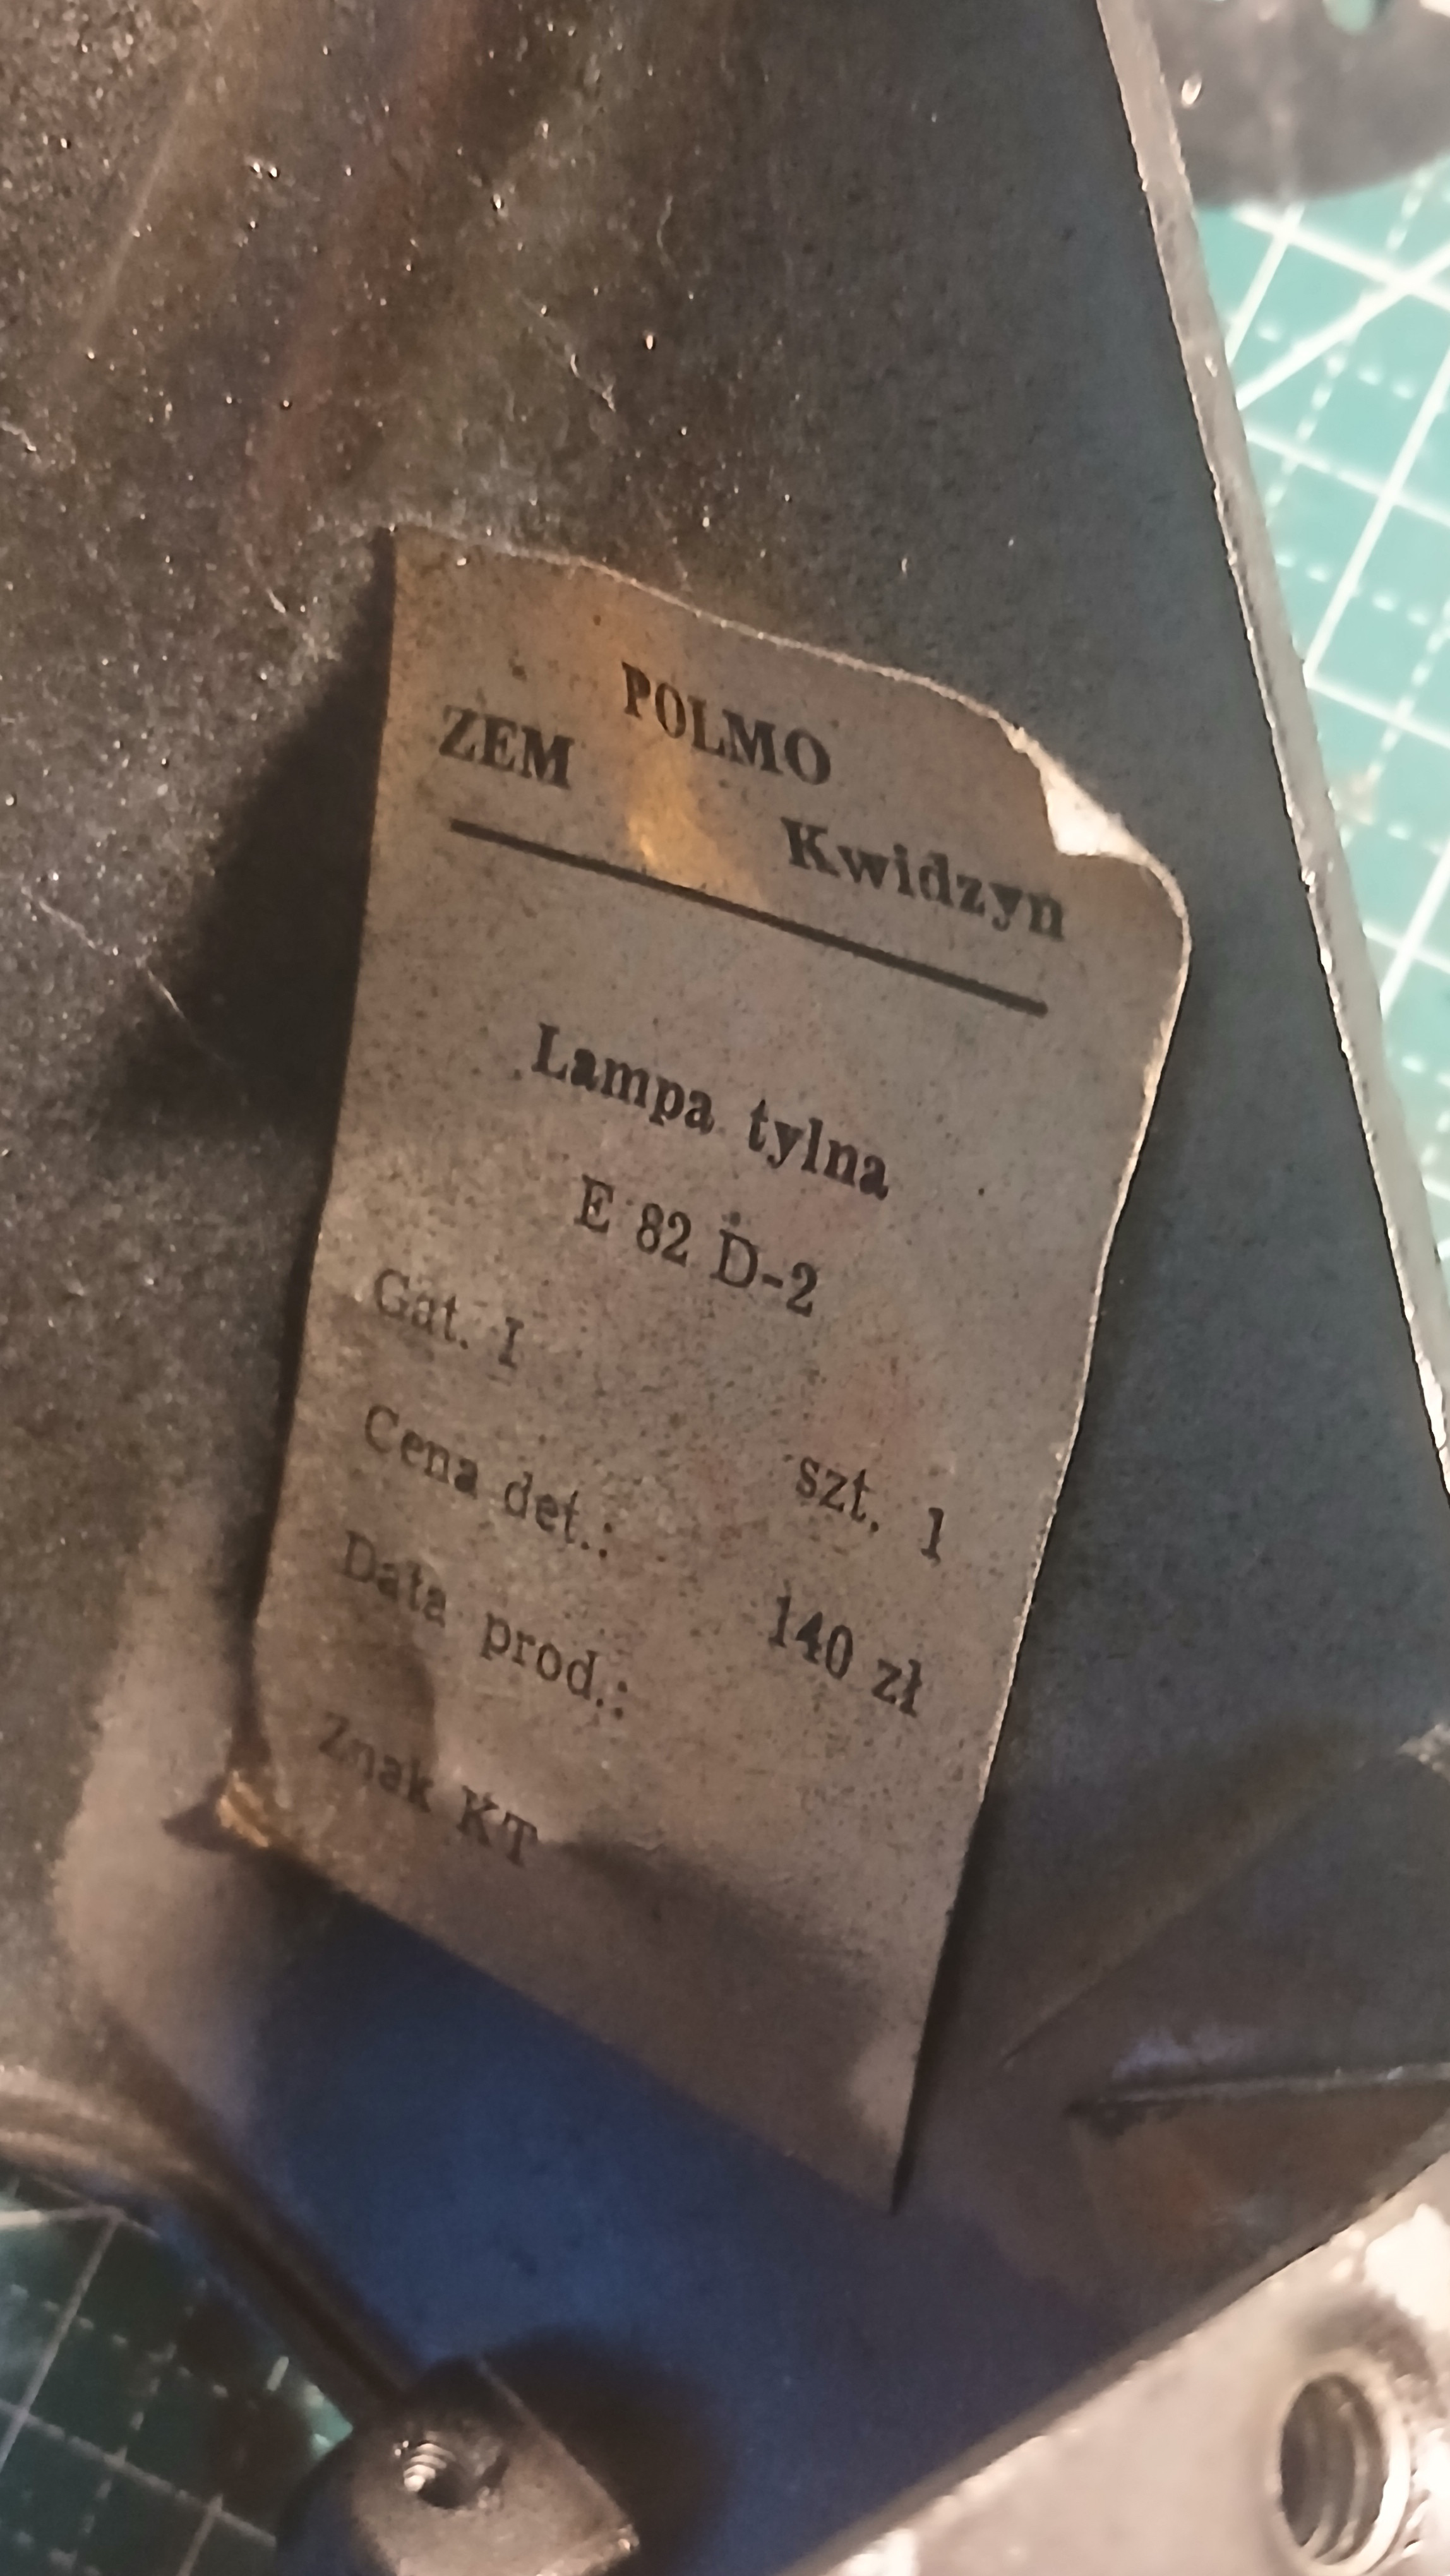 POLMO
ZEM Kwidzyn
Lampa tylna
E 82 D-2
Gat. I szt. 1
Cena det.: 140 zł
Data prod.:
Znak KT